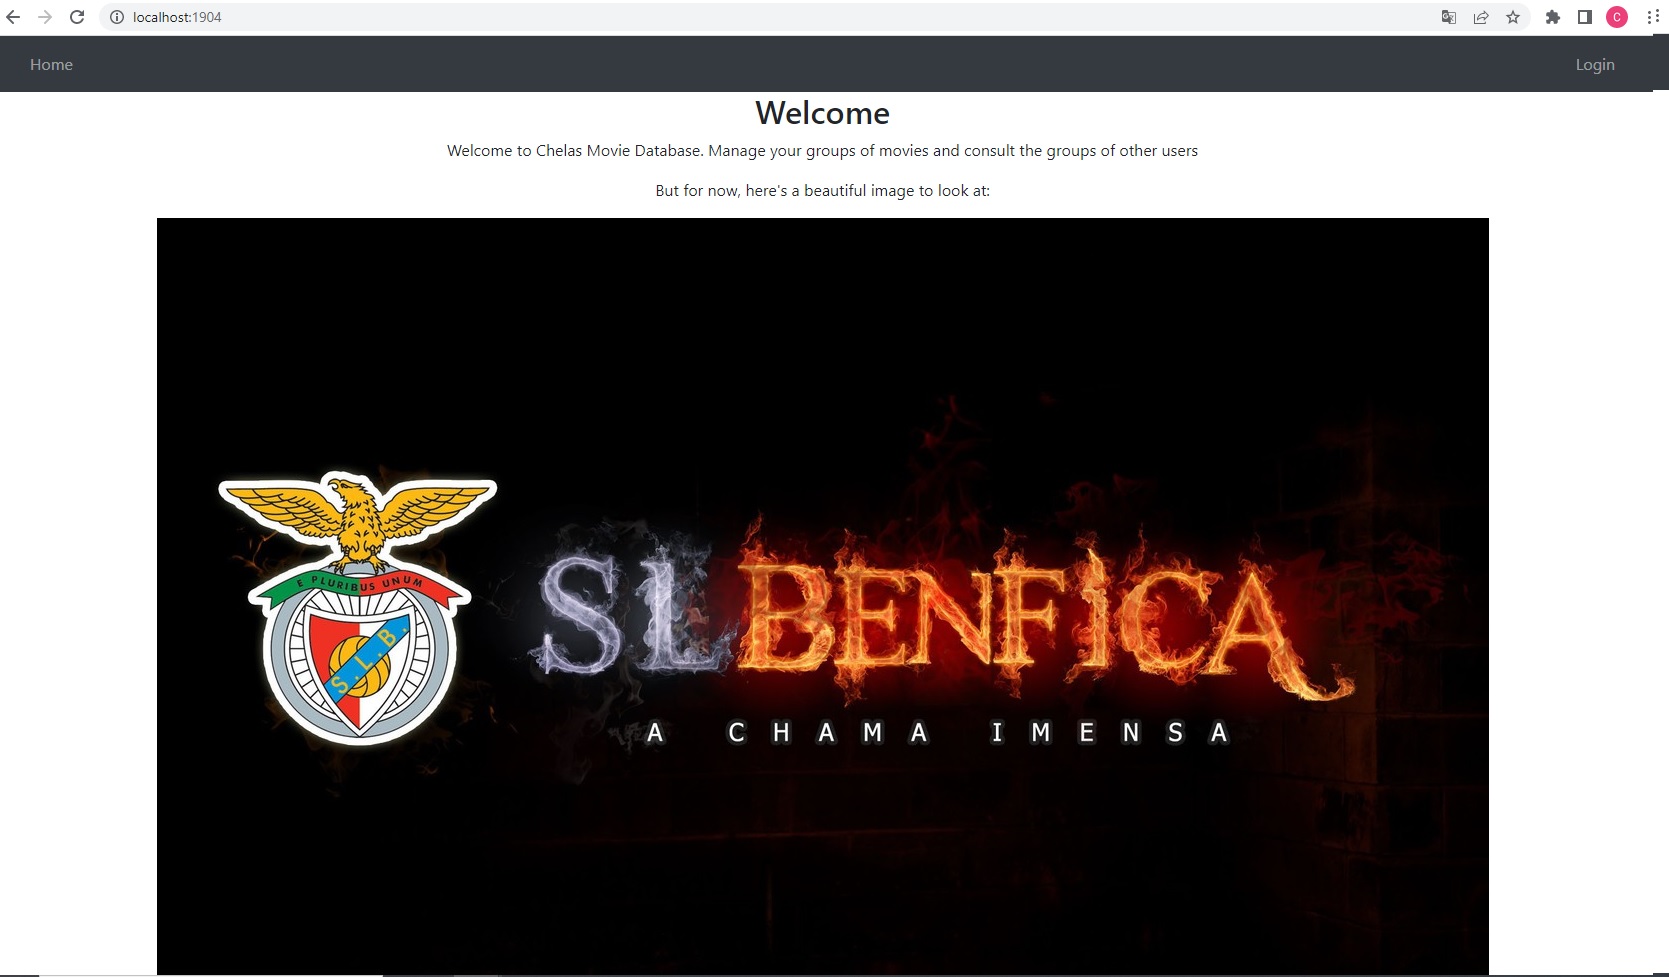 localhost:1904
C
Home
Login
Welcome
Welcome to Chelas Movie Database. Manage your groups of movies and consult the groups of other users
But for now, here's a beautiful image to look at:
E PLURIBUS UNUM
S.L.B.
SL BENFICA
A CHAMA IMENSA